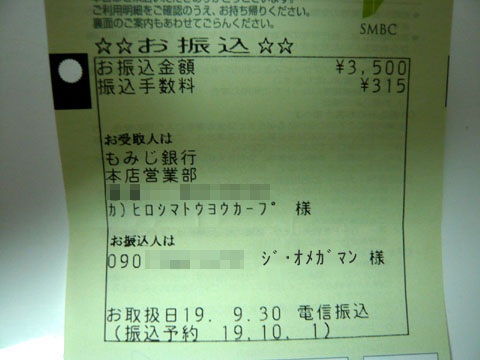 ご利用明細をご確認のうえ、お持ち帰りください。
裏面のご案内もあわせてごらんください。
SMBC
☆☆お振込☆☆
お振込金額 ¥3,500
振込手数料 ¥315
お受取人は
もみじ銀行
本店営業部
カ)ヒロシマトウヨウカープ 様
お振込人は
090 ジ・オメガマン 様
お取扱日19. 9.30 電信振込
(振込予約 19.10. 1)